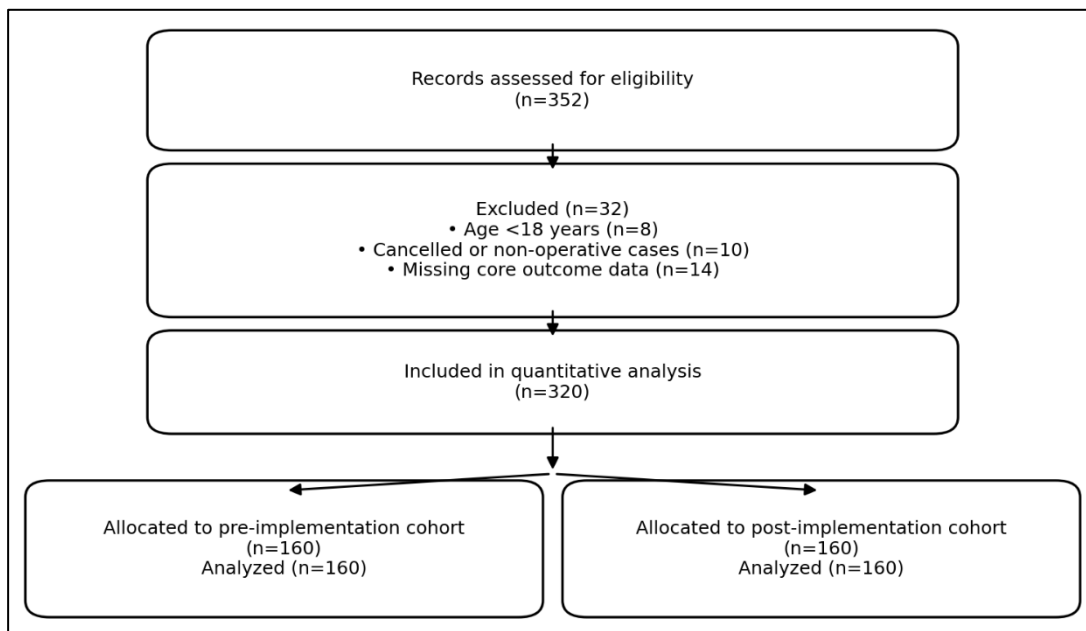 Records assessed for eligibility
(n=352)
Excluded (n=32)
• Age <18 years (n=8)
• Cancelled or non-operative cases (n=10)
• Missing core outcome data (n=14)
Included in quantitative analysis
(n=320)
Allocated to pre-implementation cohort
(n=160)
Analyzed (n=160)
Allocated to post-implementation cohort
(n=160)
Analyzed (n=160)